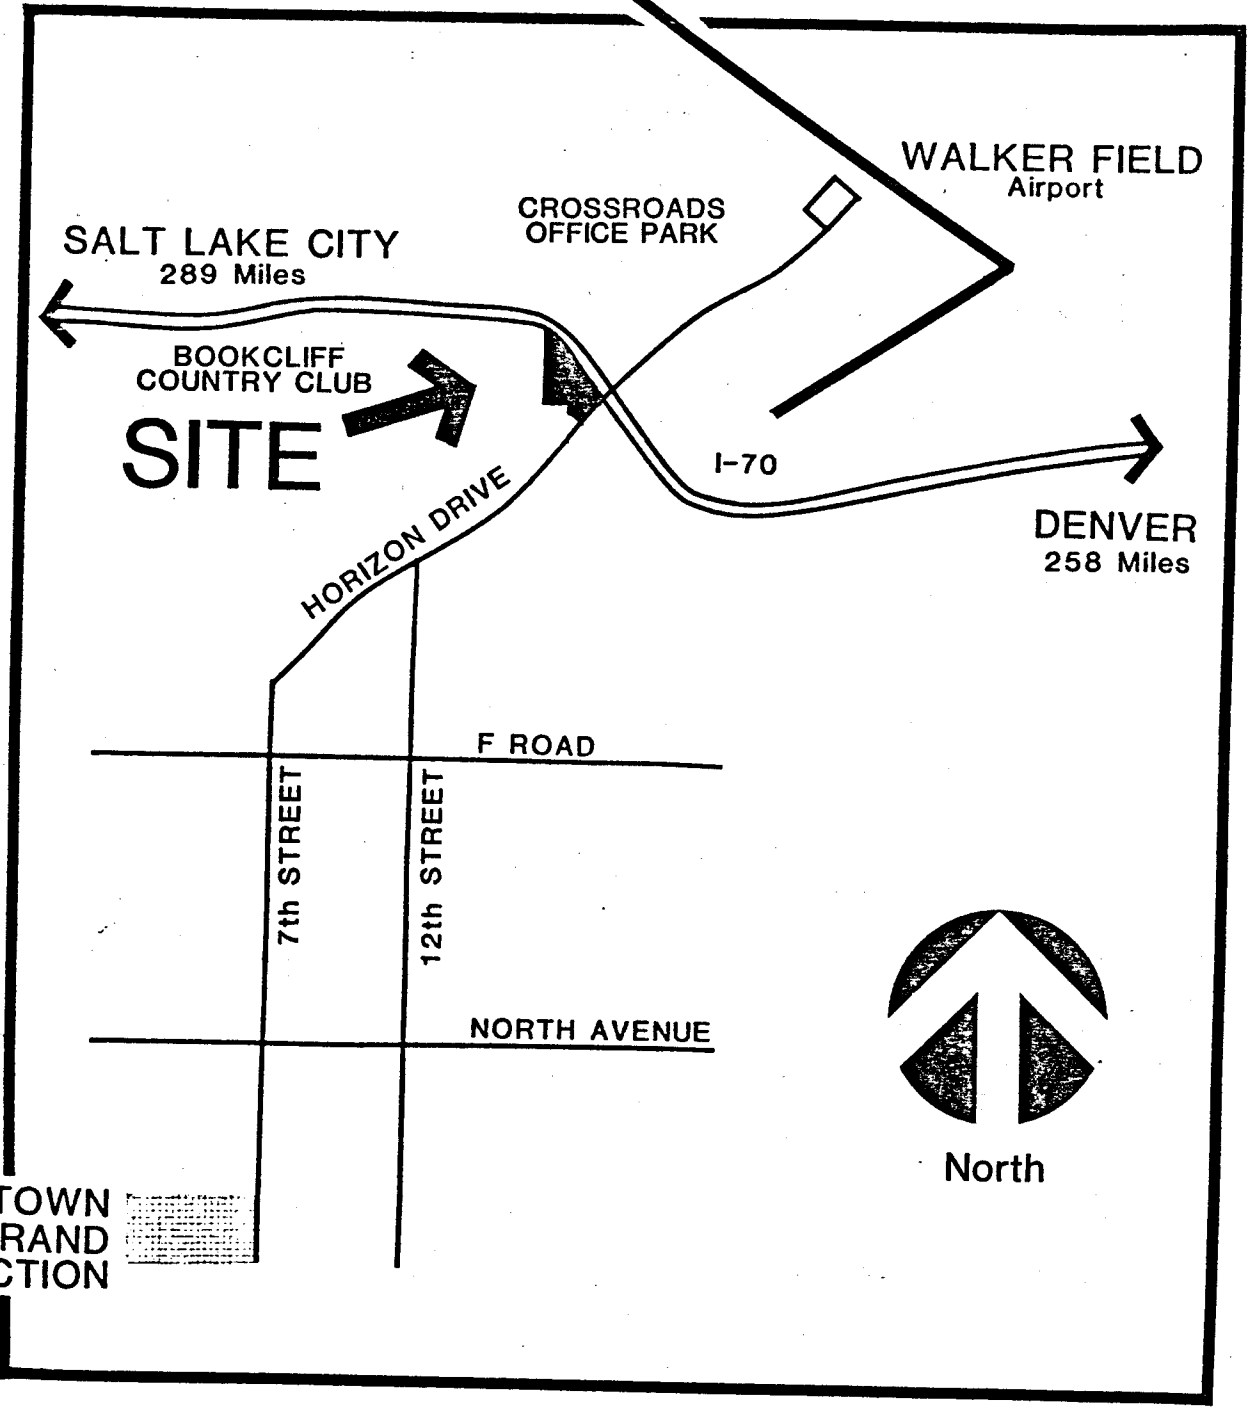 WALKER FIELD
Airport
CROSSROADS
OFFICE PARK
SALT LAKE CITY
289 Miles
BOOKCLIFF
COUNTRY CLUB
SITE
I-70
HORIZON DRIVE
DENVER
258 Miles
F ROAD
7th STREET
12th STREET
NORTH AVENUE
North
TOWN
RAND
CTION